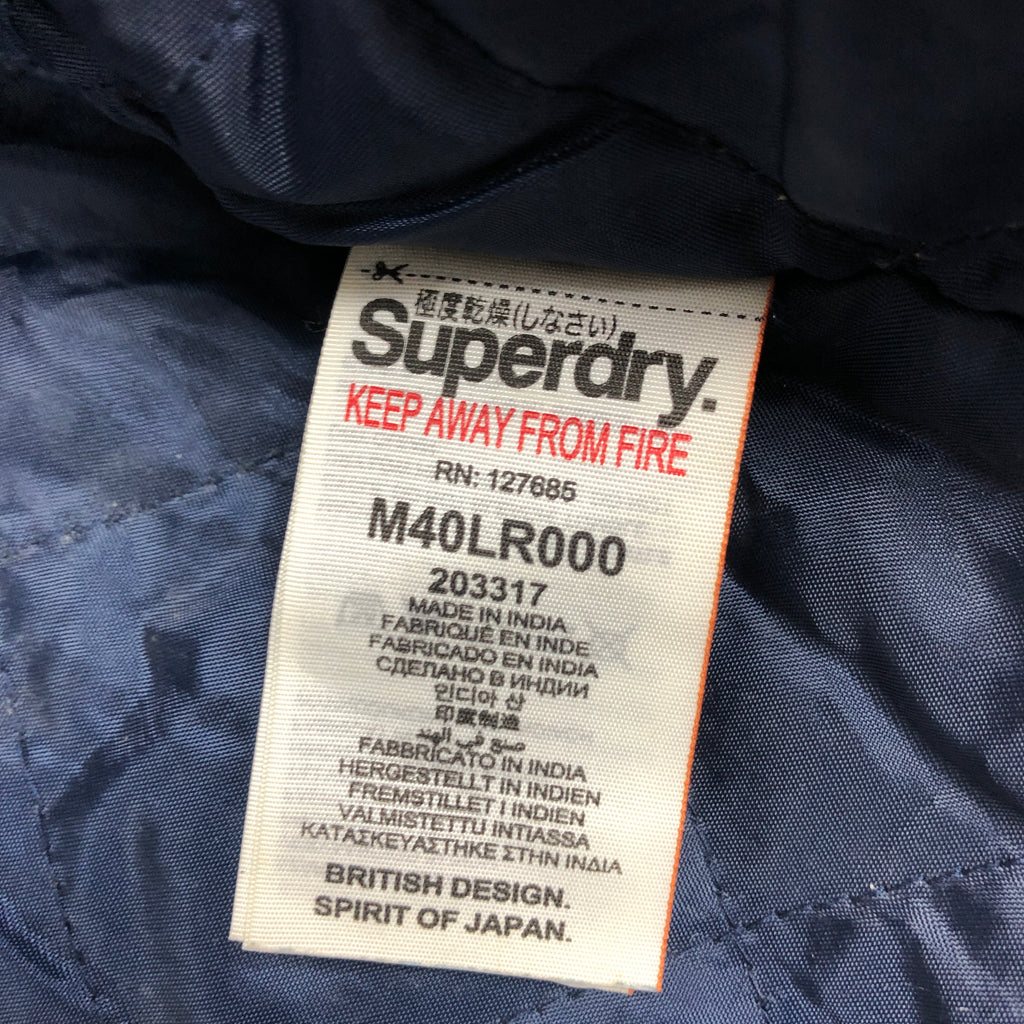 極度乾燥(しなさい)
Superdry.
KEEP AWAY FROM FIRE
RN: 127685
M40LR000
203317
MADE IN INDIA
FABRIQUÉ EN INDE
FABRICADO EN INDIA
СДЕЛАНО В ИНДИИ
인디아 산
印度制造
صنع في الهند
FABBRICATO IN INDIA
HERGESTELLT IN INDIEN
FREMSTILLET I INDIEN
VALMISTETTU INTIASSA
ΚΑΤΑΣΚΕΥΑΣΤΗΚΕ ΣΤΗΝ ΙΝΔΙΑ
BRITISH DESIGN.
SPIRIT OF JAPAN.